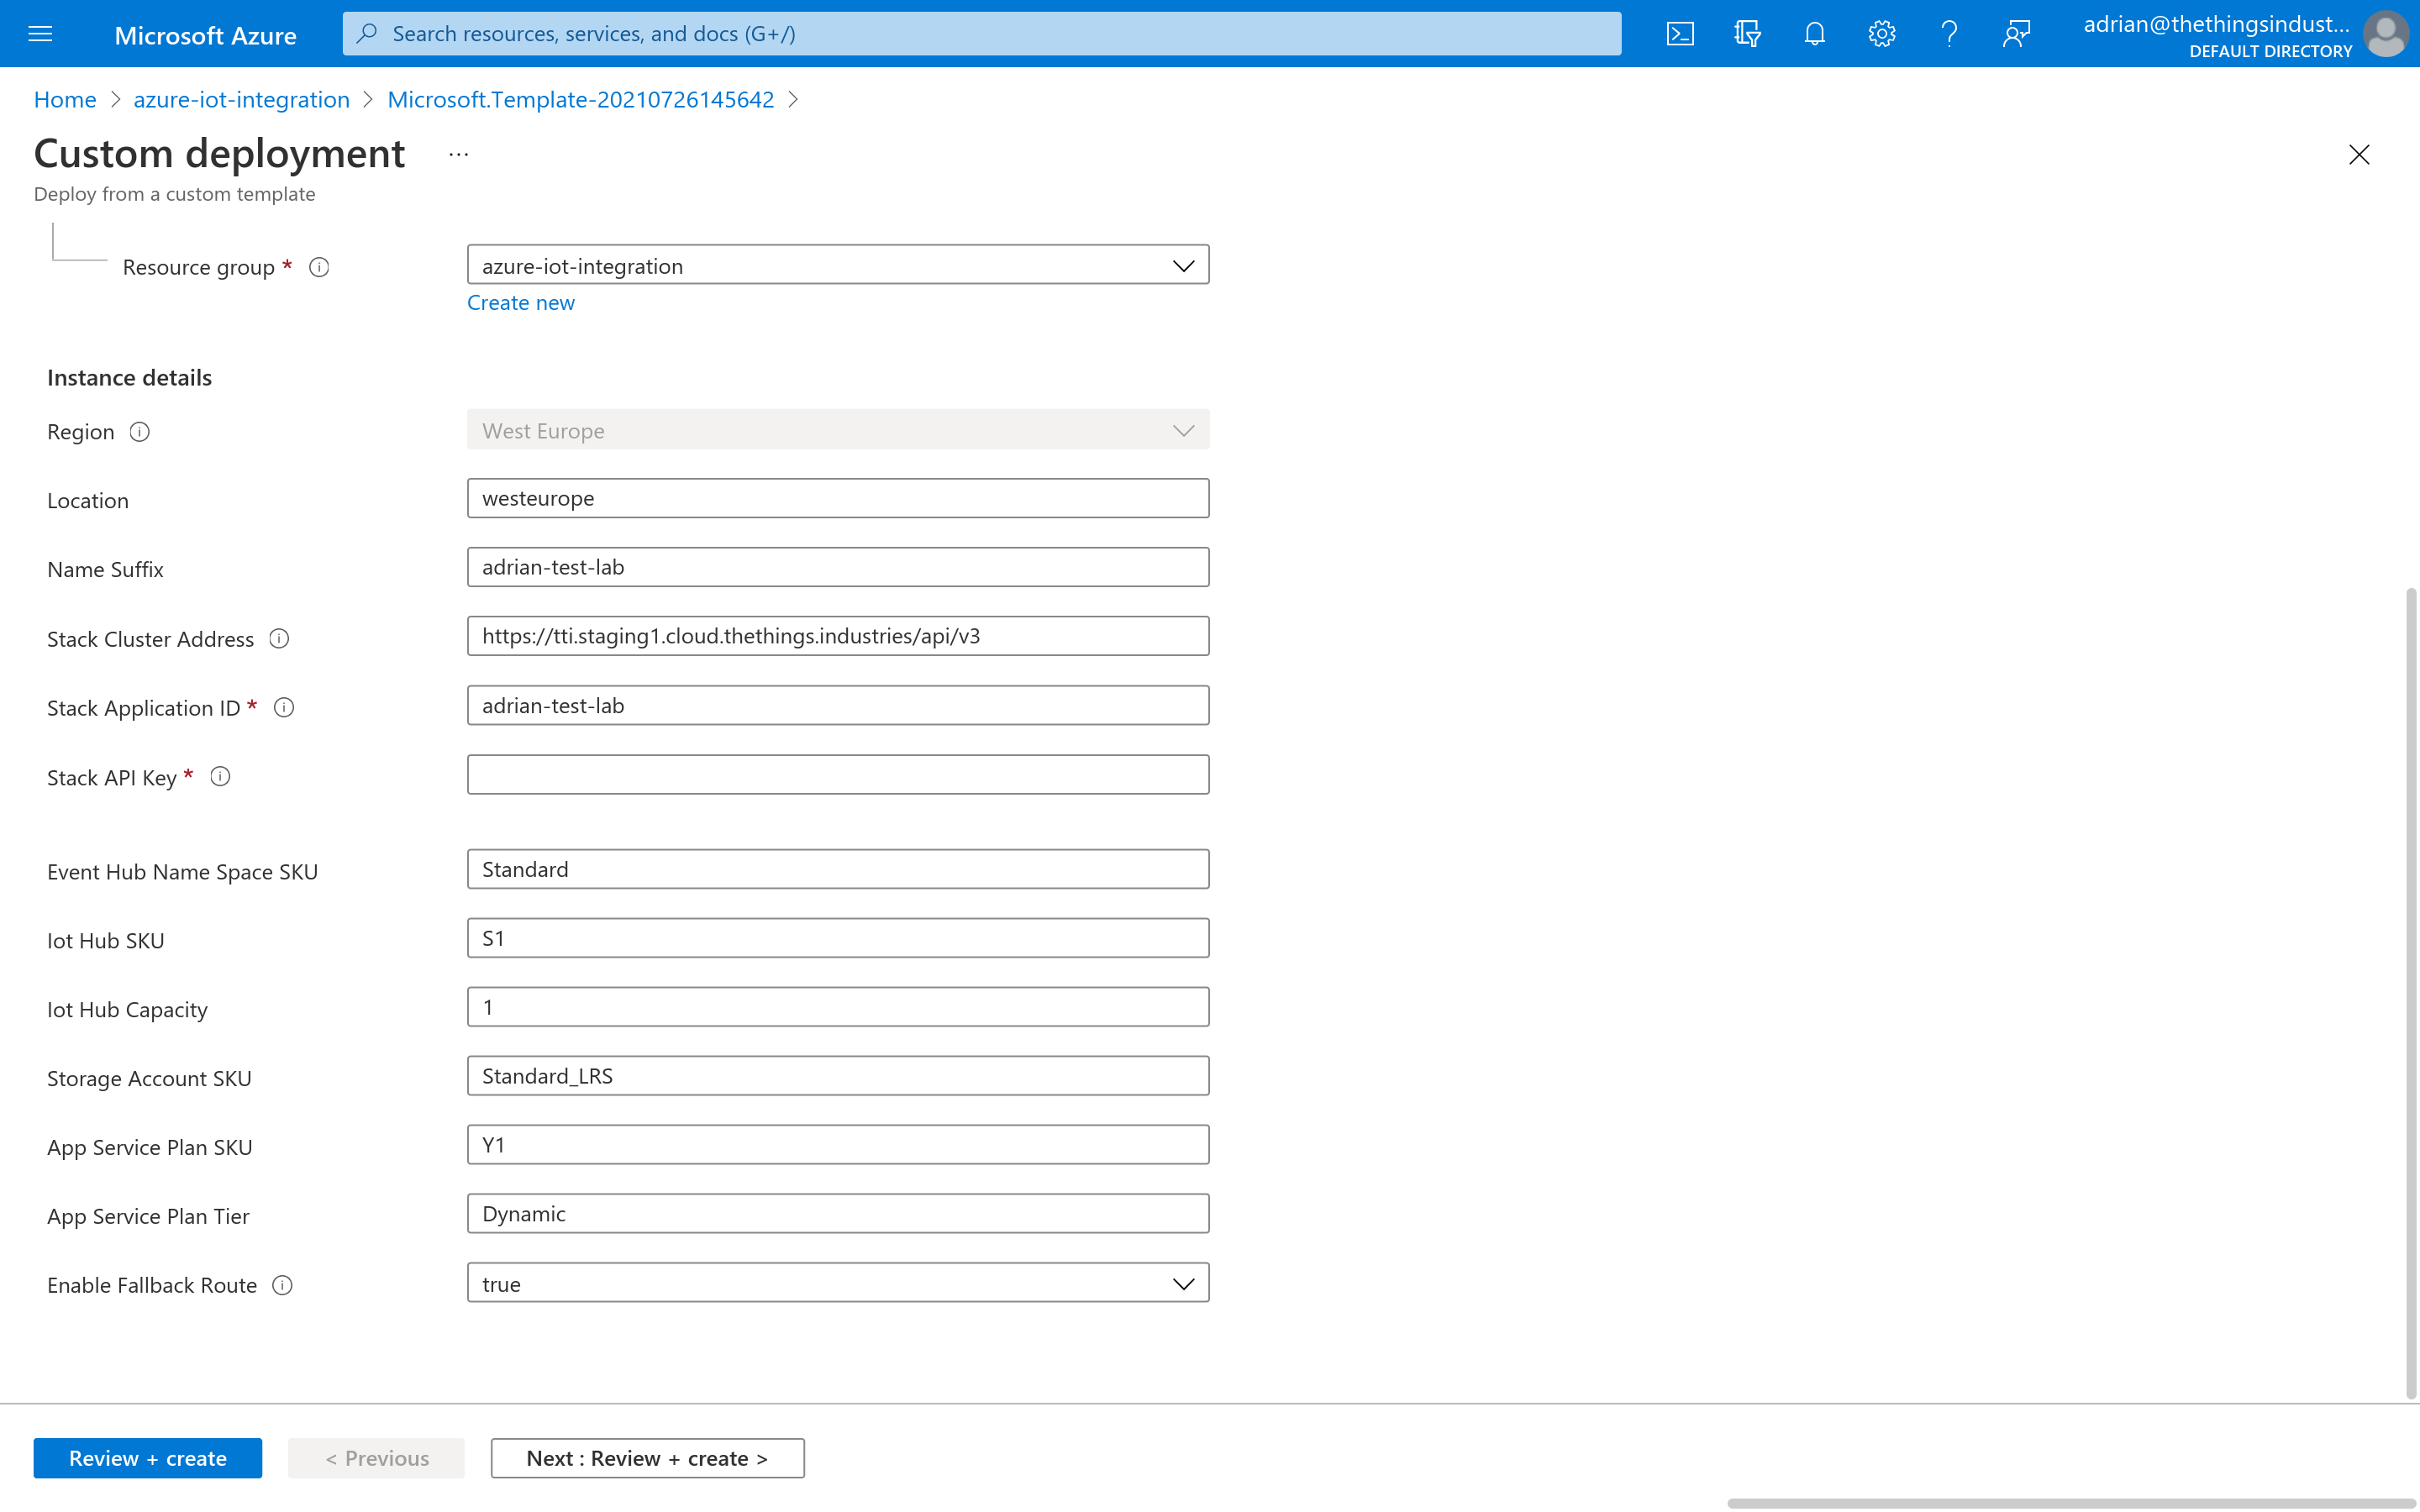 Microsoft Azure
Search resources, services, and docs (G+/)
adrian@thethingsindust...
DEFAULT DIRECTORY
Home > azure-iot-integration > Microsoft.Template-20210726145642 >
Custom deployment ...
Deploy from a custom template
Resource group *
azure-iot-integration
Create new
Instance details
Region
West Europe
Location
westeurope
Name Suffix
adrian-test-lab
Stack Cluster Address
https://tti.staging1.cloud.thethings.industries/api/v3
Stack Application ID *
adrian-test-lab
Stack API Key *
Event Hub Name Space SKU
Standard
Iot Hub SKU
S1
Iot Hub Capacity
1
Storage Account SKU
Standard_LRS
App Service Plan SKU
Y1
App Service Plan Tier
Dynamic
Enable Fallback Route
true
Review + create
< Previous
Next : Review + create >